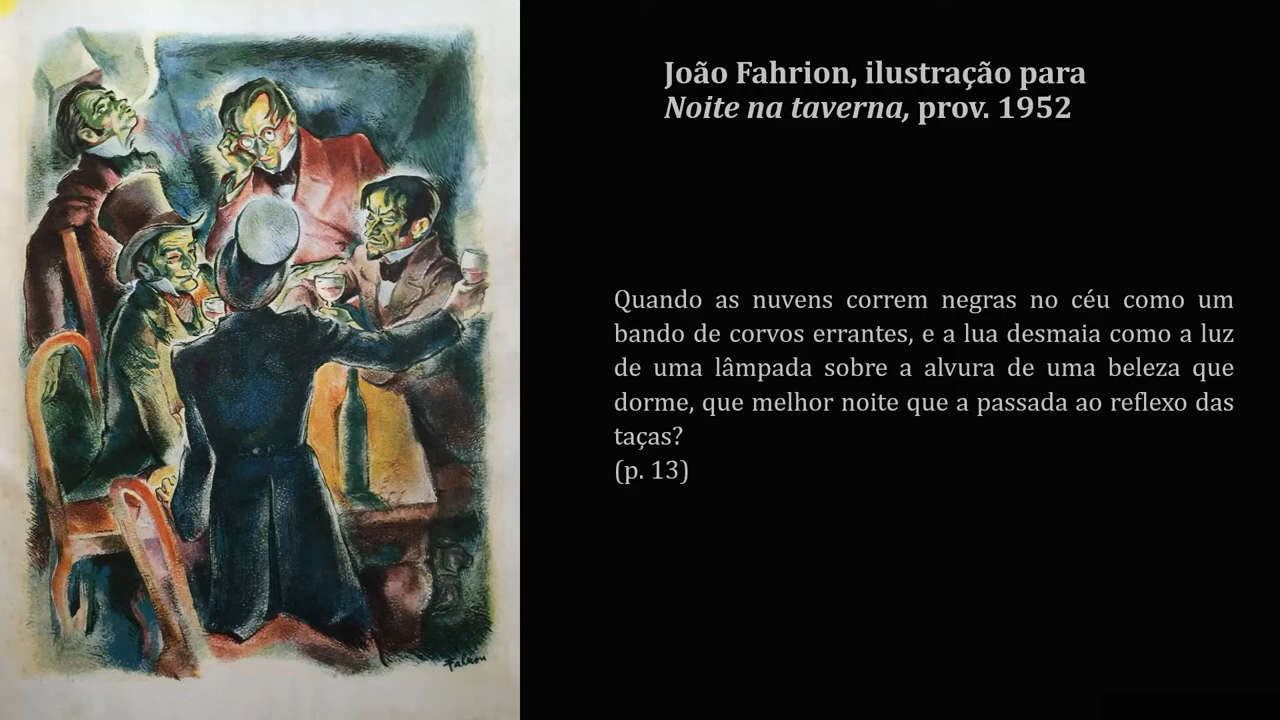 João Fahrion, ilustração para
Noite na taverna, prov. 1952
Quando as nuvens correm negras no céu como um
bando de corvos errantes, e a lua desmaia como a luz
de uma lâmpada sobre a alvura de uma beleza que
dorme, que melhor noite que a passada ao reflexo das
taças?
(p. 13)
Fahrion